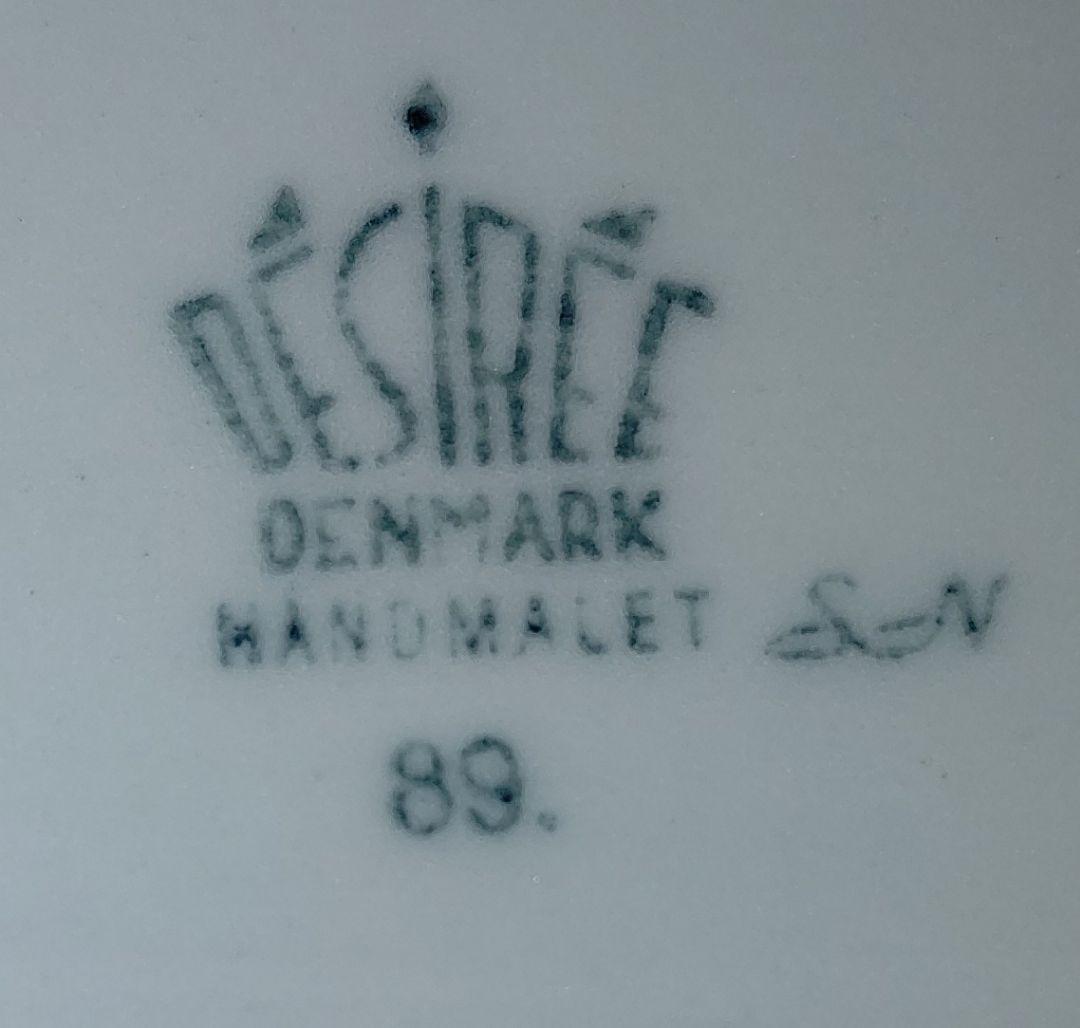 DÉSIRÉE
DENMARK
HÅNDMALET
89.